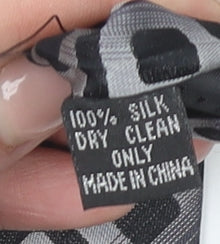 100% SILK
DRY CLEAN
ONLY
MADE IN CHINA